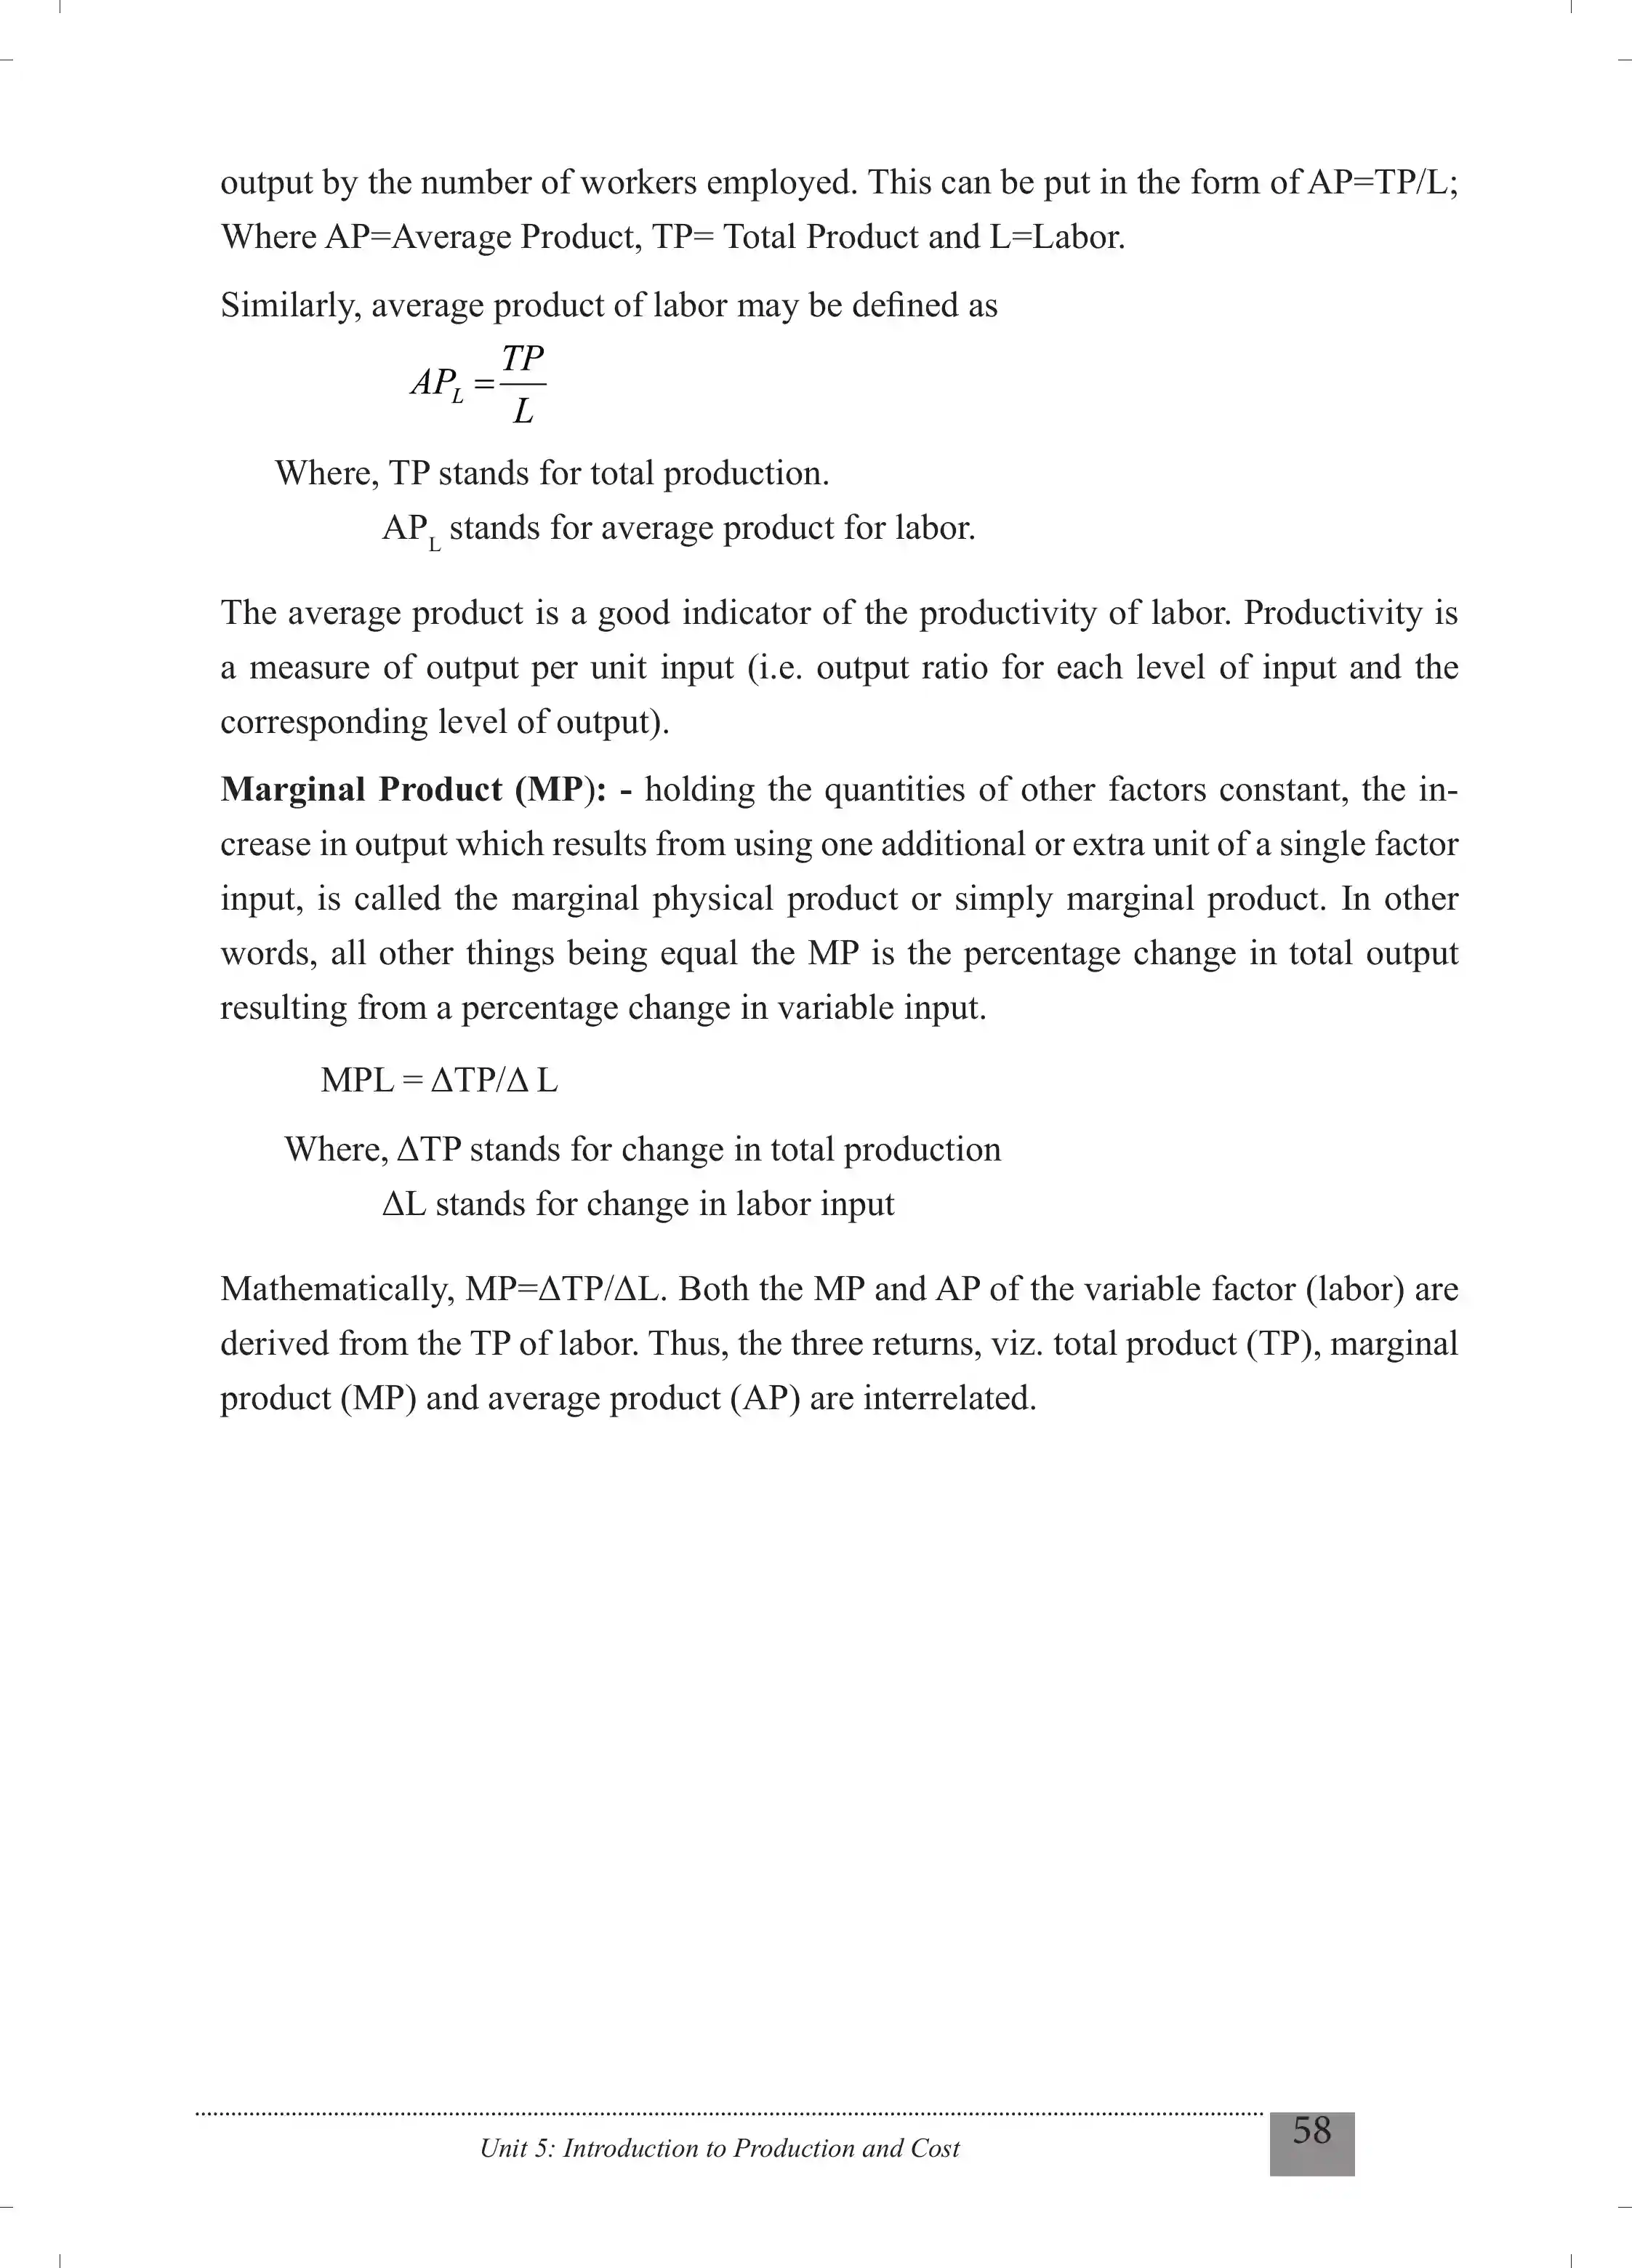 output by the number of workers employed. This can be put in the form of AP=TP/L;
Where AP=Average Product, TP= Total Product and L=Labor.
Similarly, average product of labor may be defined as
AP_L = TP/L
Where, TP stands for total production.
AP_L stands for average product for labor.
The average product is a good indicator of the productivity of labor. Productivity is
a measure of output per unit input (i.e. output ratio for each level of input and the
corresponding level of output).
Marginal Product (MP): - holding the quantities of other factors constant, the in-
crease in output which results from using one additional or extra unit of a single factor
input, is called the marginal physical product or simply marginal product. In other
words, all other things being equal the MP is the percentage change in total output
resulting from a percentage change in variable input.
MPL = ΔTP/Δ L
Where, ΔTP stands for change in total production
ΔL stands for change in labor input
Mathematically, MP=ΔTP/ΔL. Both the MP and AP of the variable factor (labor) are
derived from the TP of labor. Thus, the three returns, viz. total product (TP), marginal
product (MP) and average product (AP) are interrelated.
Unit 5: Introduction to Production and Cost
58